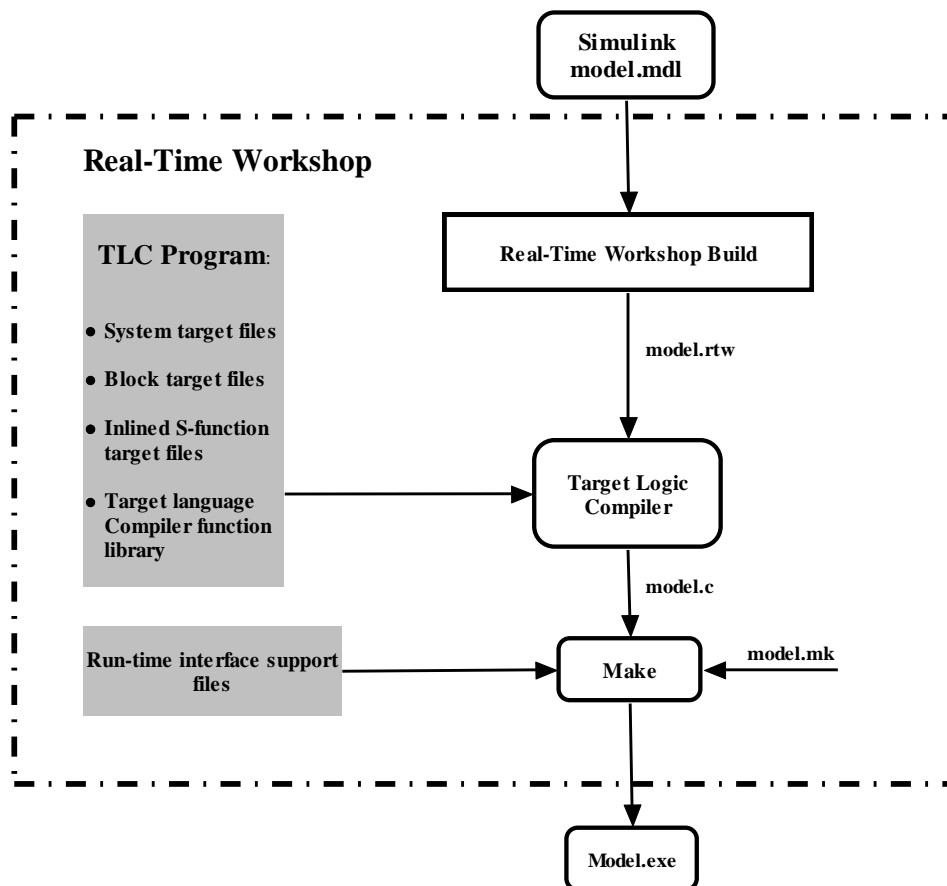 Simulink
model.mdl
Real-Time Workshop
TLC Program:
● System target files
● Block target files
● Inlined S-function
target files
● Target language
Compiler function
library
Real-Time Workshop Build
model.rtw
Target Logic
Compiler
model.c
Run-time interface support
files
Make
model.mk
Model.exe